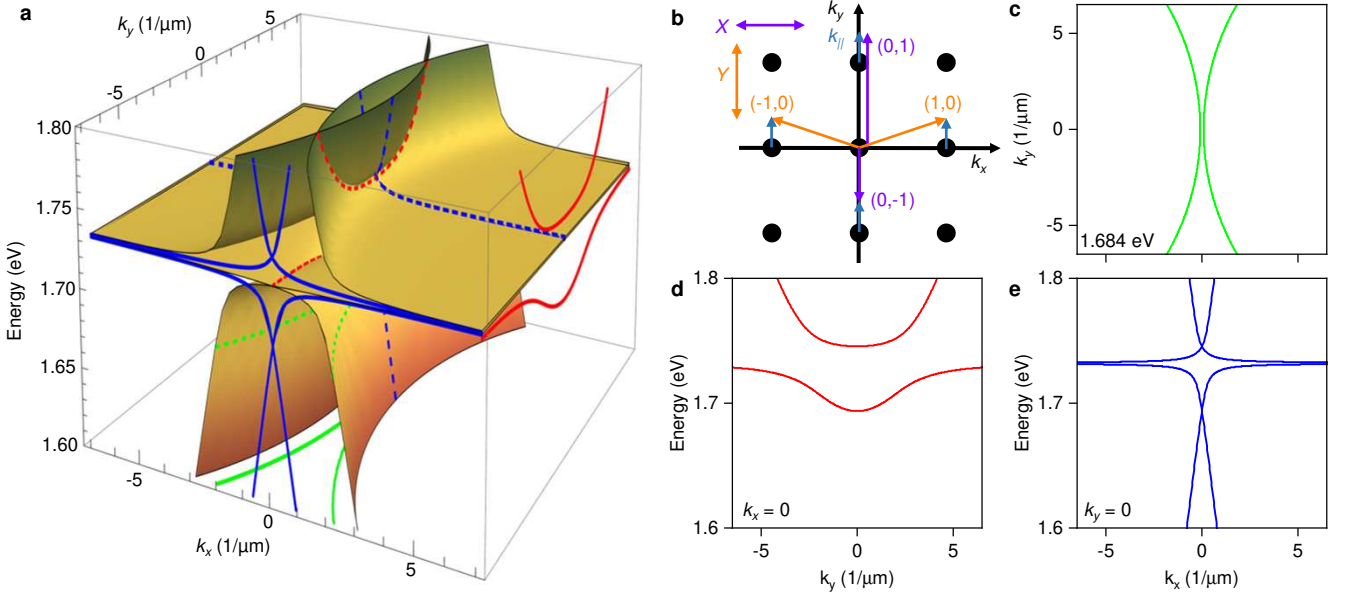 a
k_y (1/μm)
5
0
-5
1.80
1.75
1.70
1.65
1.60
Energy (eV)
-5
0
5
k_x (1/μm)
b
X
Y
k_y
k_//
(0,1)
(-1,0)
(1,0)
k_x
(0,-1)
c
k_y (1/μm)
5
0
-5
1.684 eV
d
Energy (eV)
1.8
1.7
1.6
k_x = 0
-5
0
5
k_y (1/μm)
e
Energy (eV)
1.8
1.7
1.6
k_y = 0
-5
0
5
k_x (1/μm)